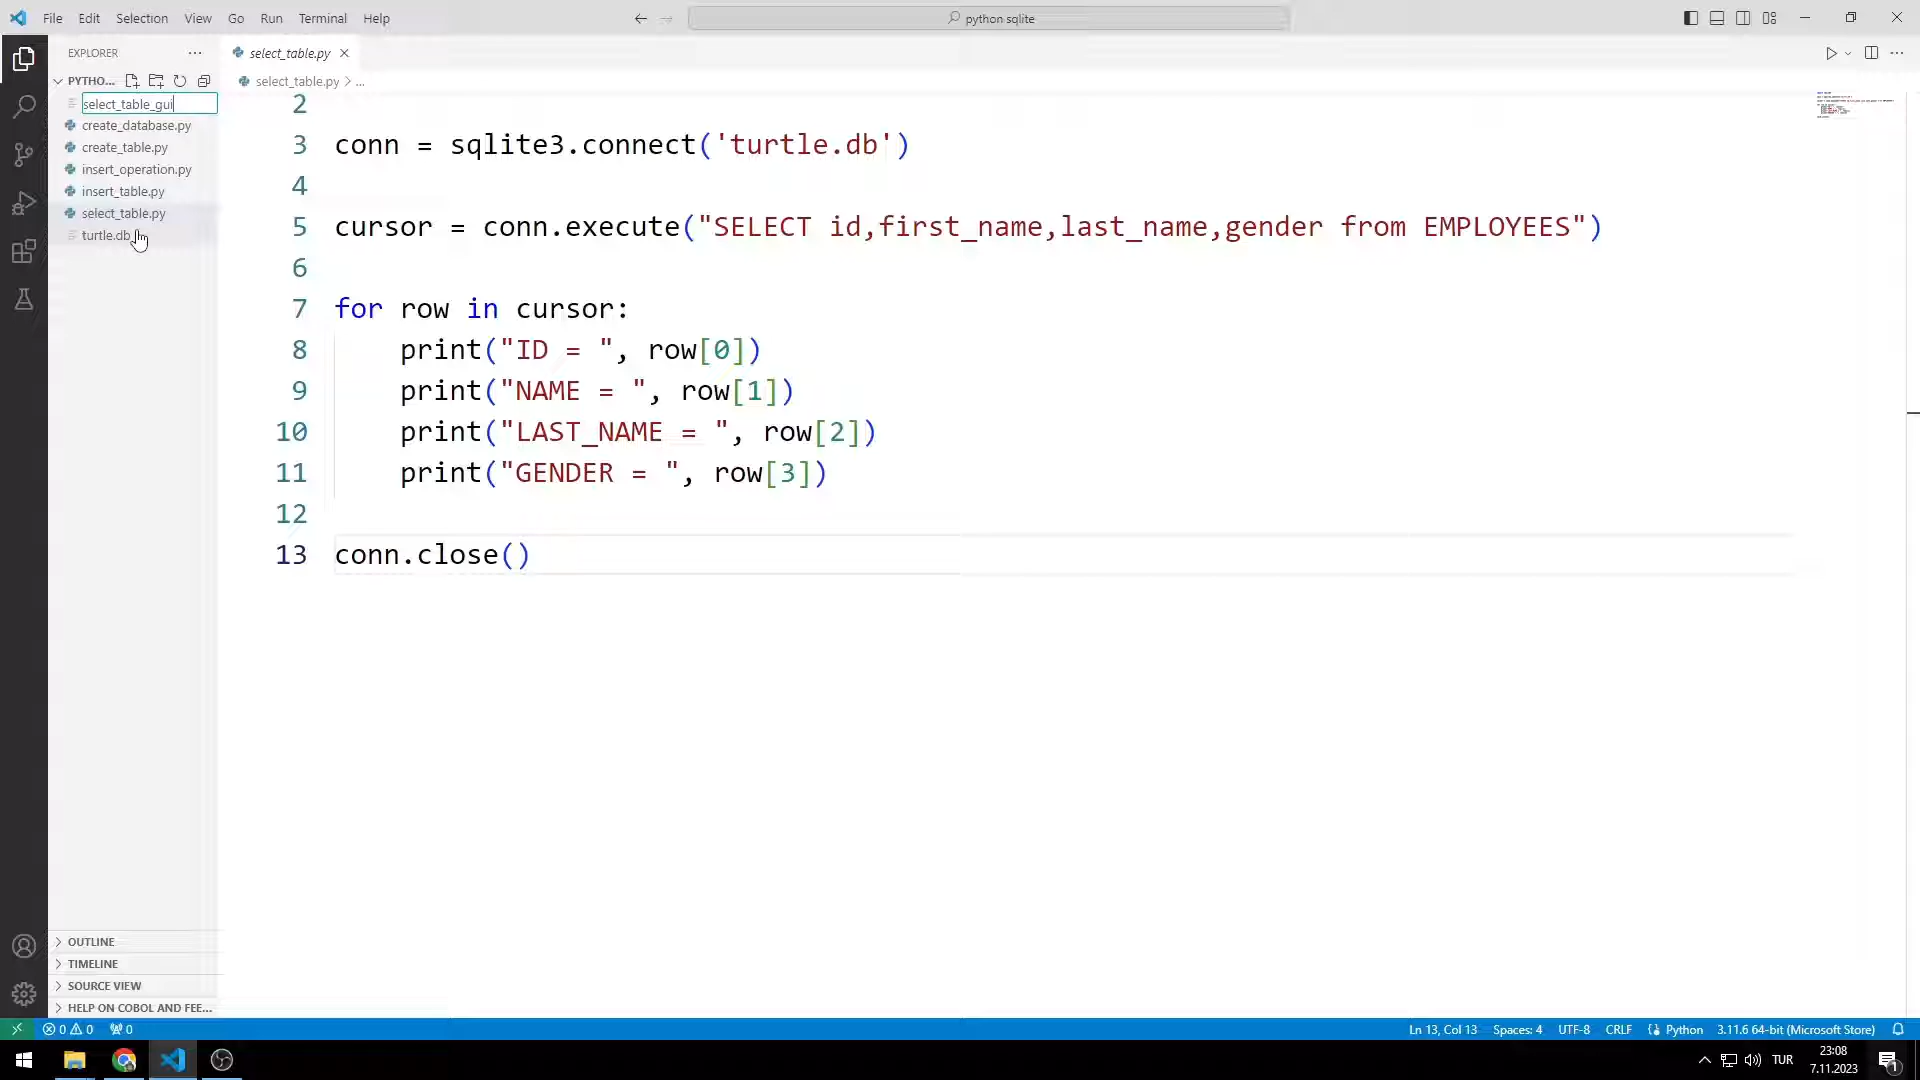 File Edit Selection View Go Run Terminal Help
python sqlite
EXPLORER
select_table.py
PYTHO...
select_table.py > ...
select_table_gui
create_database.py
create_table.py
insert_operation.py
insert_table.py
select_table.py
turtle.db
2
3 conn = sqlite3.connect('turtle.db')
4
5 cursor = conn.execute("SELECT id,first_name,last_name,gender from EMPLOYEES")
6
7 for row in cursor:
8 print("ID = ", row[0])
9 print("NAME = ", row[1])
10 print("LAST_NAME = ", row[2])
11 print("GENDER = ", row[3])
12
13 conn.close()
OUTLINE
TIMELINE
SOURCE VIEW
HELP ON COBOL AND FEE...
0 0 0
Ln 13, Col 13 Spaces: 4 UTF-8 CRLF Python 3.11.6 64-bit (Microsoft Store)
TUR
23:08
7.11.2023
1